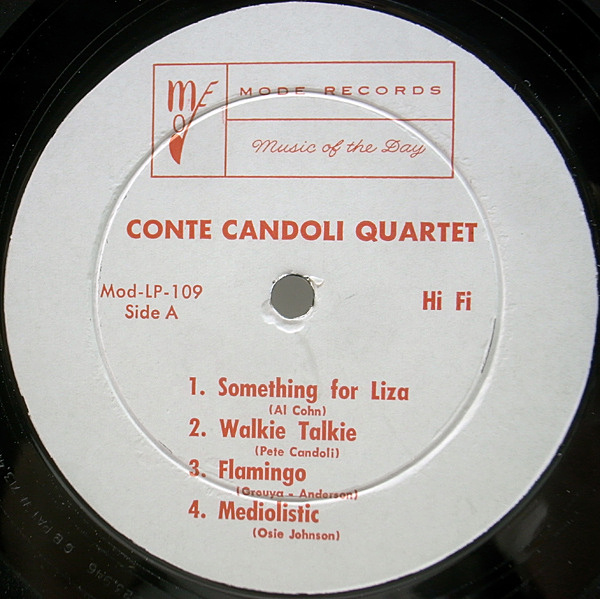 MODE
MODE RECORDS
Music of the Day
CONTE CANDOLI QUARTET
Mod-LP-109
Side A
Hi Fi
1. Something for Liza
(Al Cohn)
2. Walkie Talkie
(Pete Candoli)
3. Flamingo
(Grouya - Anderson)
4. Mediolistic
(Osie Johnson)